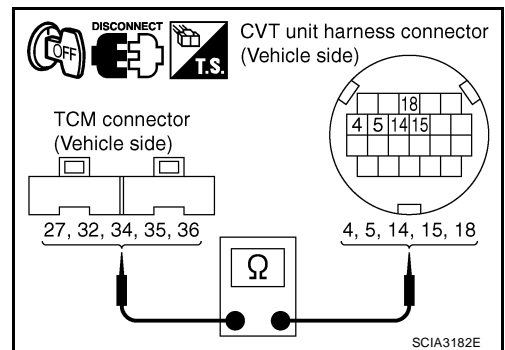 DISCONNECT
OFF
T.S.
CVT unit harness connector
(Vehicle side)
TCM connector
(Vehicle side)
18
4 5 14 15
27, 32, 34, 35, 36
4, 5, 14, 15, 18
Ω
SCIA3182E